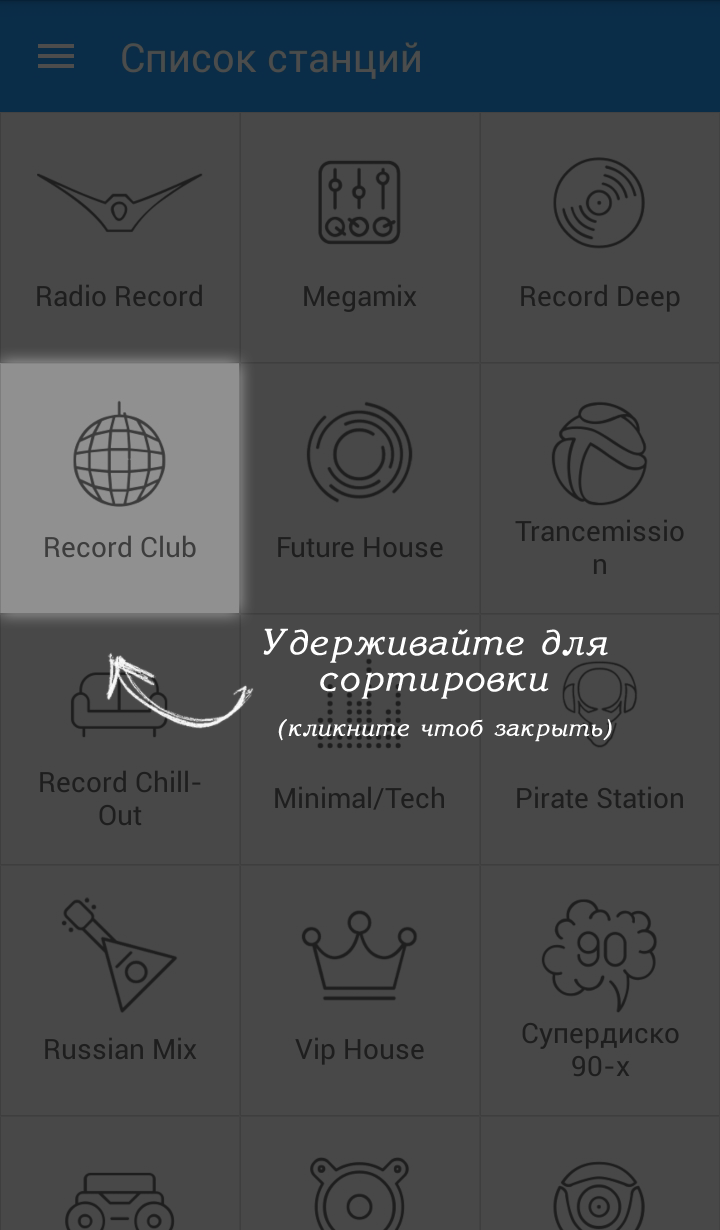 Список станций
Radio Record
Megamix
Record Deep
Record Club
Future House
Trancemissio
n
Удерживайте для
сортировки
(кликните чтоб закрыть)
Record Chill-
Out
Minimal/Tech
Pirate Station
Russian Mix
Vip House
90
Супердиско
90-х